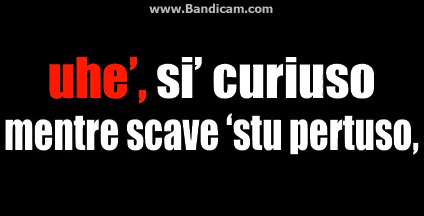 www.Bandicam.com
uhe’, si’ curiuso
mentre scave ‘stu pertuso,